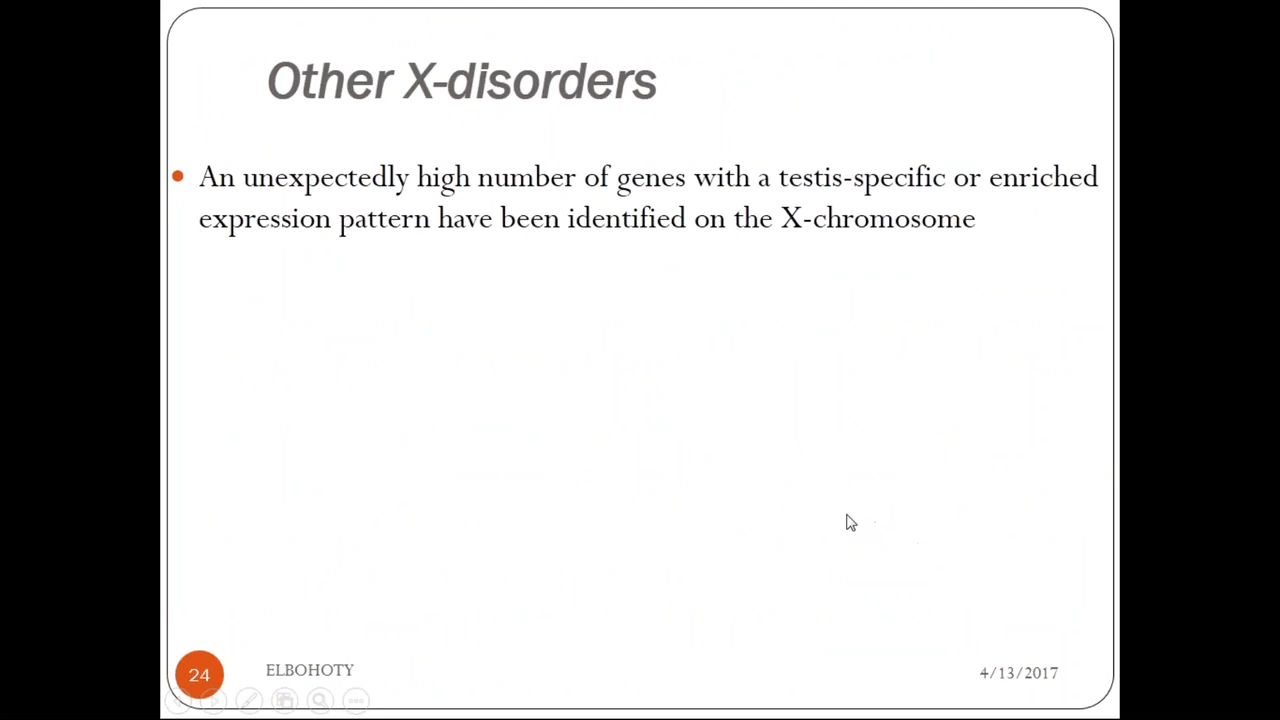 Other X-disorders
• An unexpectedly high number of genes with a testis-specific or enriched
expression pattern have been identified on the X-chromosome
24
ELBOHOTY
4/13/2017